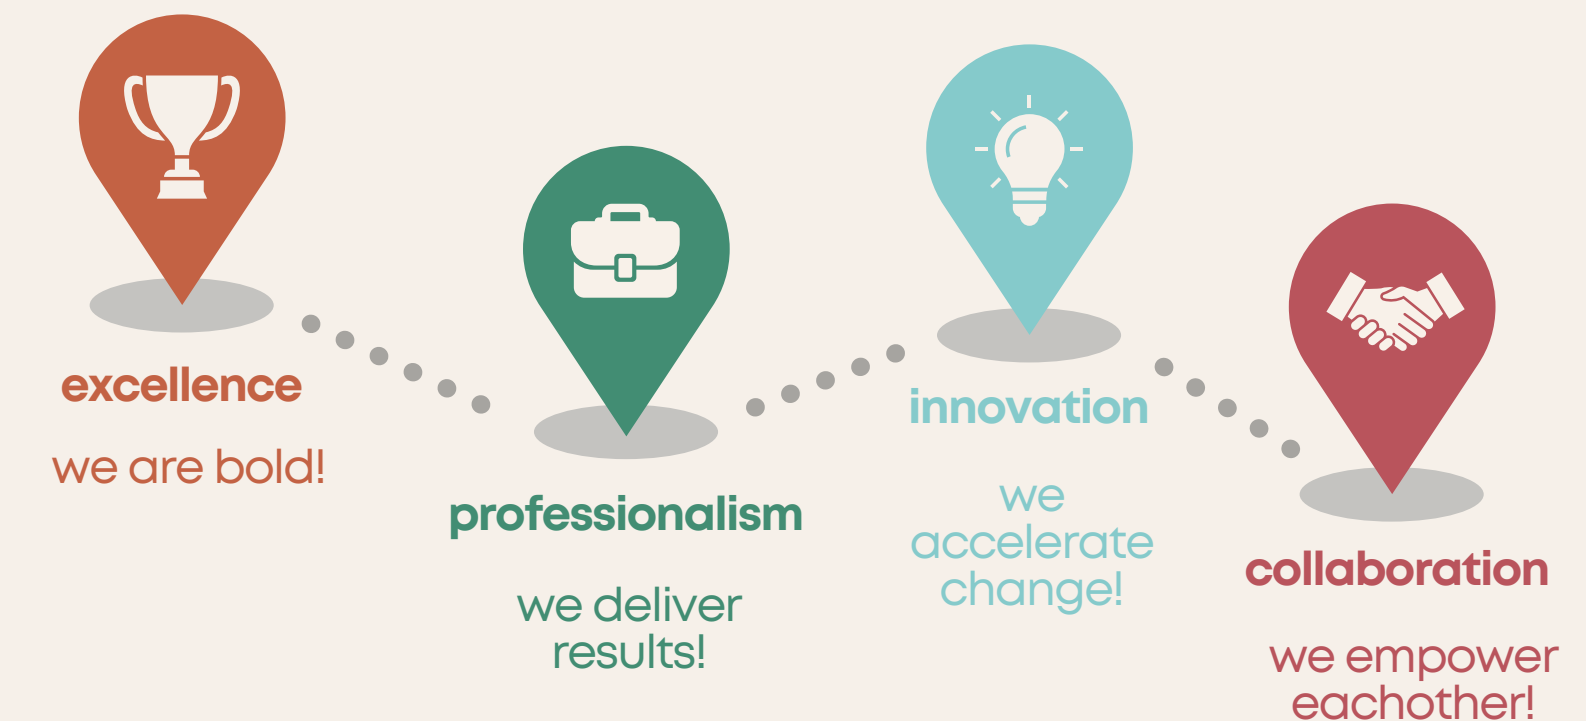 excellence
we are bold!
professionalism
we deliver
results!
innovation
we
accelerate
change!
collaboration
we empower
eachother!